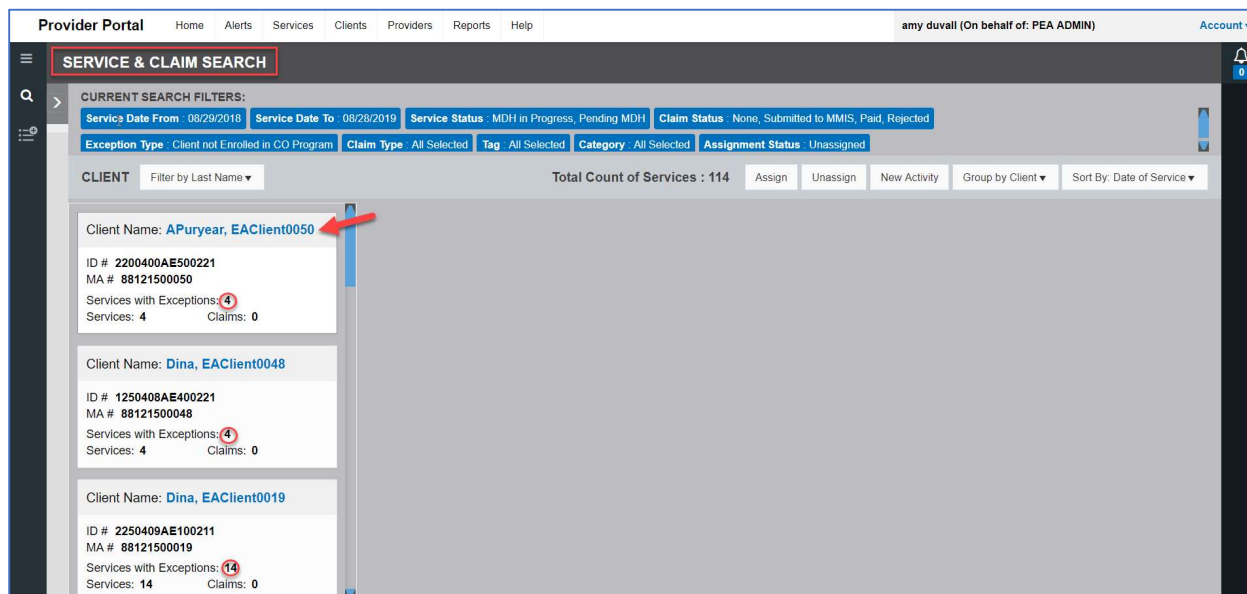 Provider Portal Home Alerts Services Clients Providers Reports Help amy duvall (On behalf of: PEA ADMIN) Account
SERVICE & CLAIM SEARCH
0
CURRENT SEARCH FILTERS:
Service Date From : 08/29/2018 Service Date To : 08/28/2019 Service Status : MDH in Progress, Pending MDH Claim Status : None, Submitted to MMIS, Paid, Rejected
Exception Type : Client not Enrolled in CO Program Claim Type : All Selected Tag : All Selected Category : All Selected Assignment Status : Unassigned
CLIENT Filter by Last Name ▾ Total Count of Services : 114 Assign Unassign New Activity Group by Client ▾ Sort By: Date of Service ▾
Client Name: APuryear, EAClient0050
ID # 2200400AE500221
MA # 88121500050
Services with Exceptions: 4
Services: 4 Claims: 0
Client Name: Dina, EAClient0048
ID # 1250408AE400221
MA # 88121500048
Services with Exceptions: 4
Services: 4 Claims: 0
Client Name: Dina, EAClient0019
ID # 2250409AE100211
MA # 88121500019
Services with Exceptions: 14
Services: 14 Claims: 0